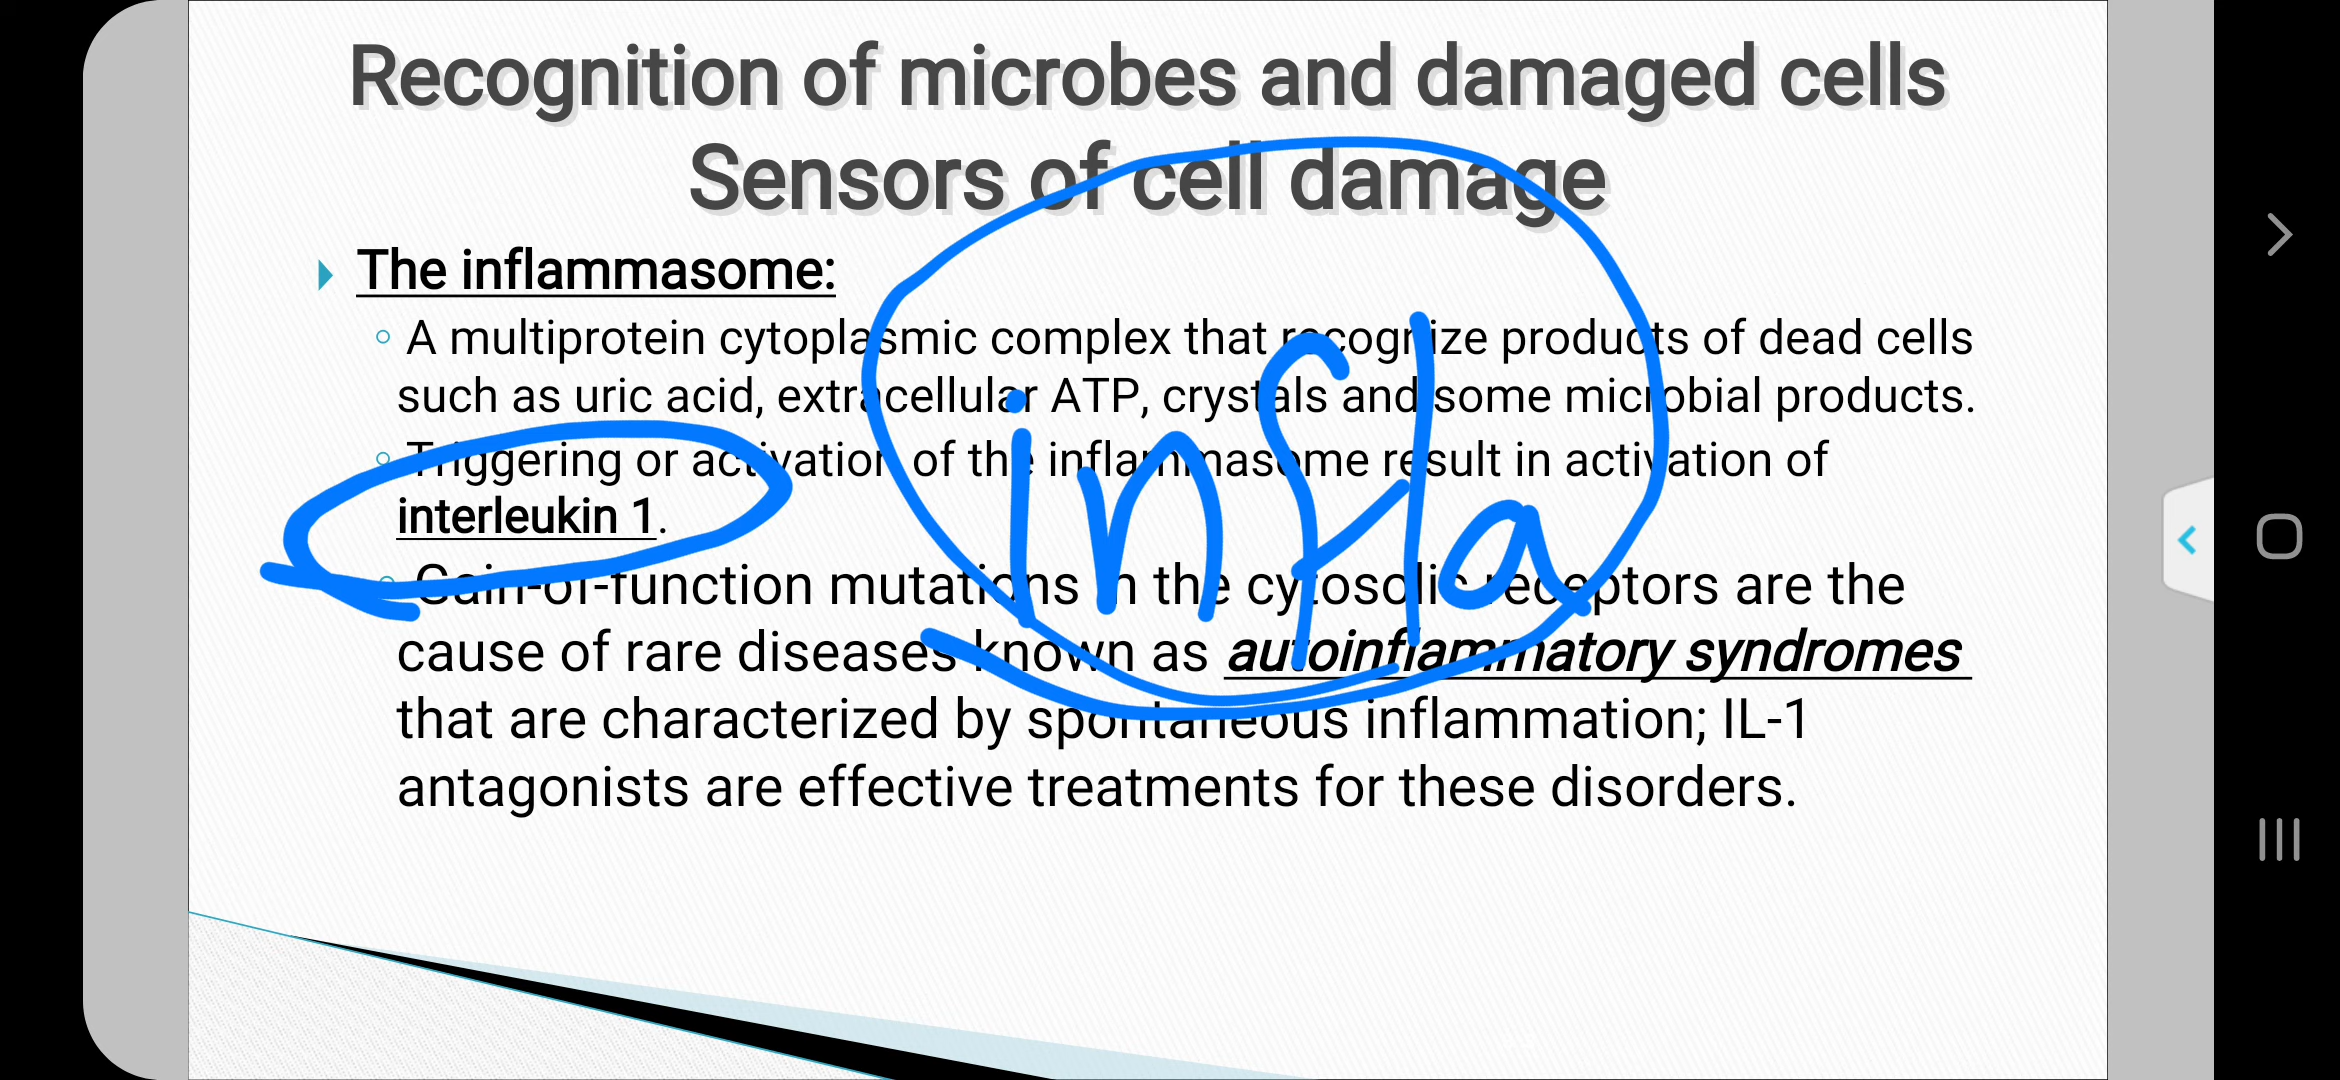 Recognition of microbes and damaged cells
Sensors of cell damage
The inflammasome:
A multiprotein cytoplasmic complex that recognize products of dead cells
such as uric acid, extracellular ATP, crystals and some microbial products.
Triggering or activation of the inflammasome result in activation of
interleukin 1.
Gain-of-function mutations in the cytosolic receptors are the
cause of rare diseases known as autoinflammatory syndromes
that are characterized by spontaneous inflammation; IL-1
antagonists are effective treatments for these disorders.
infla